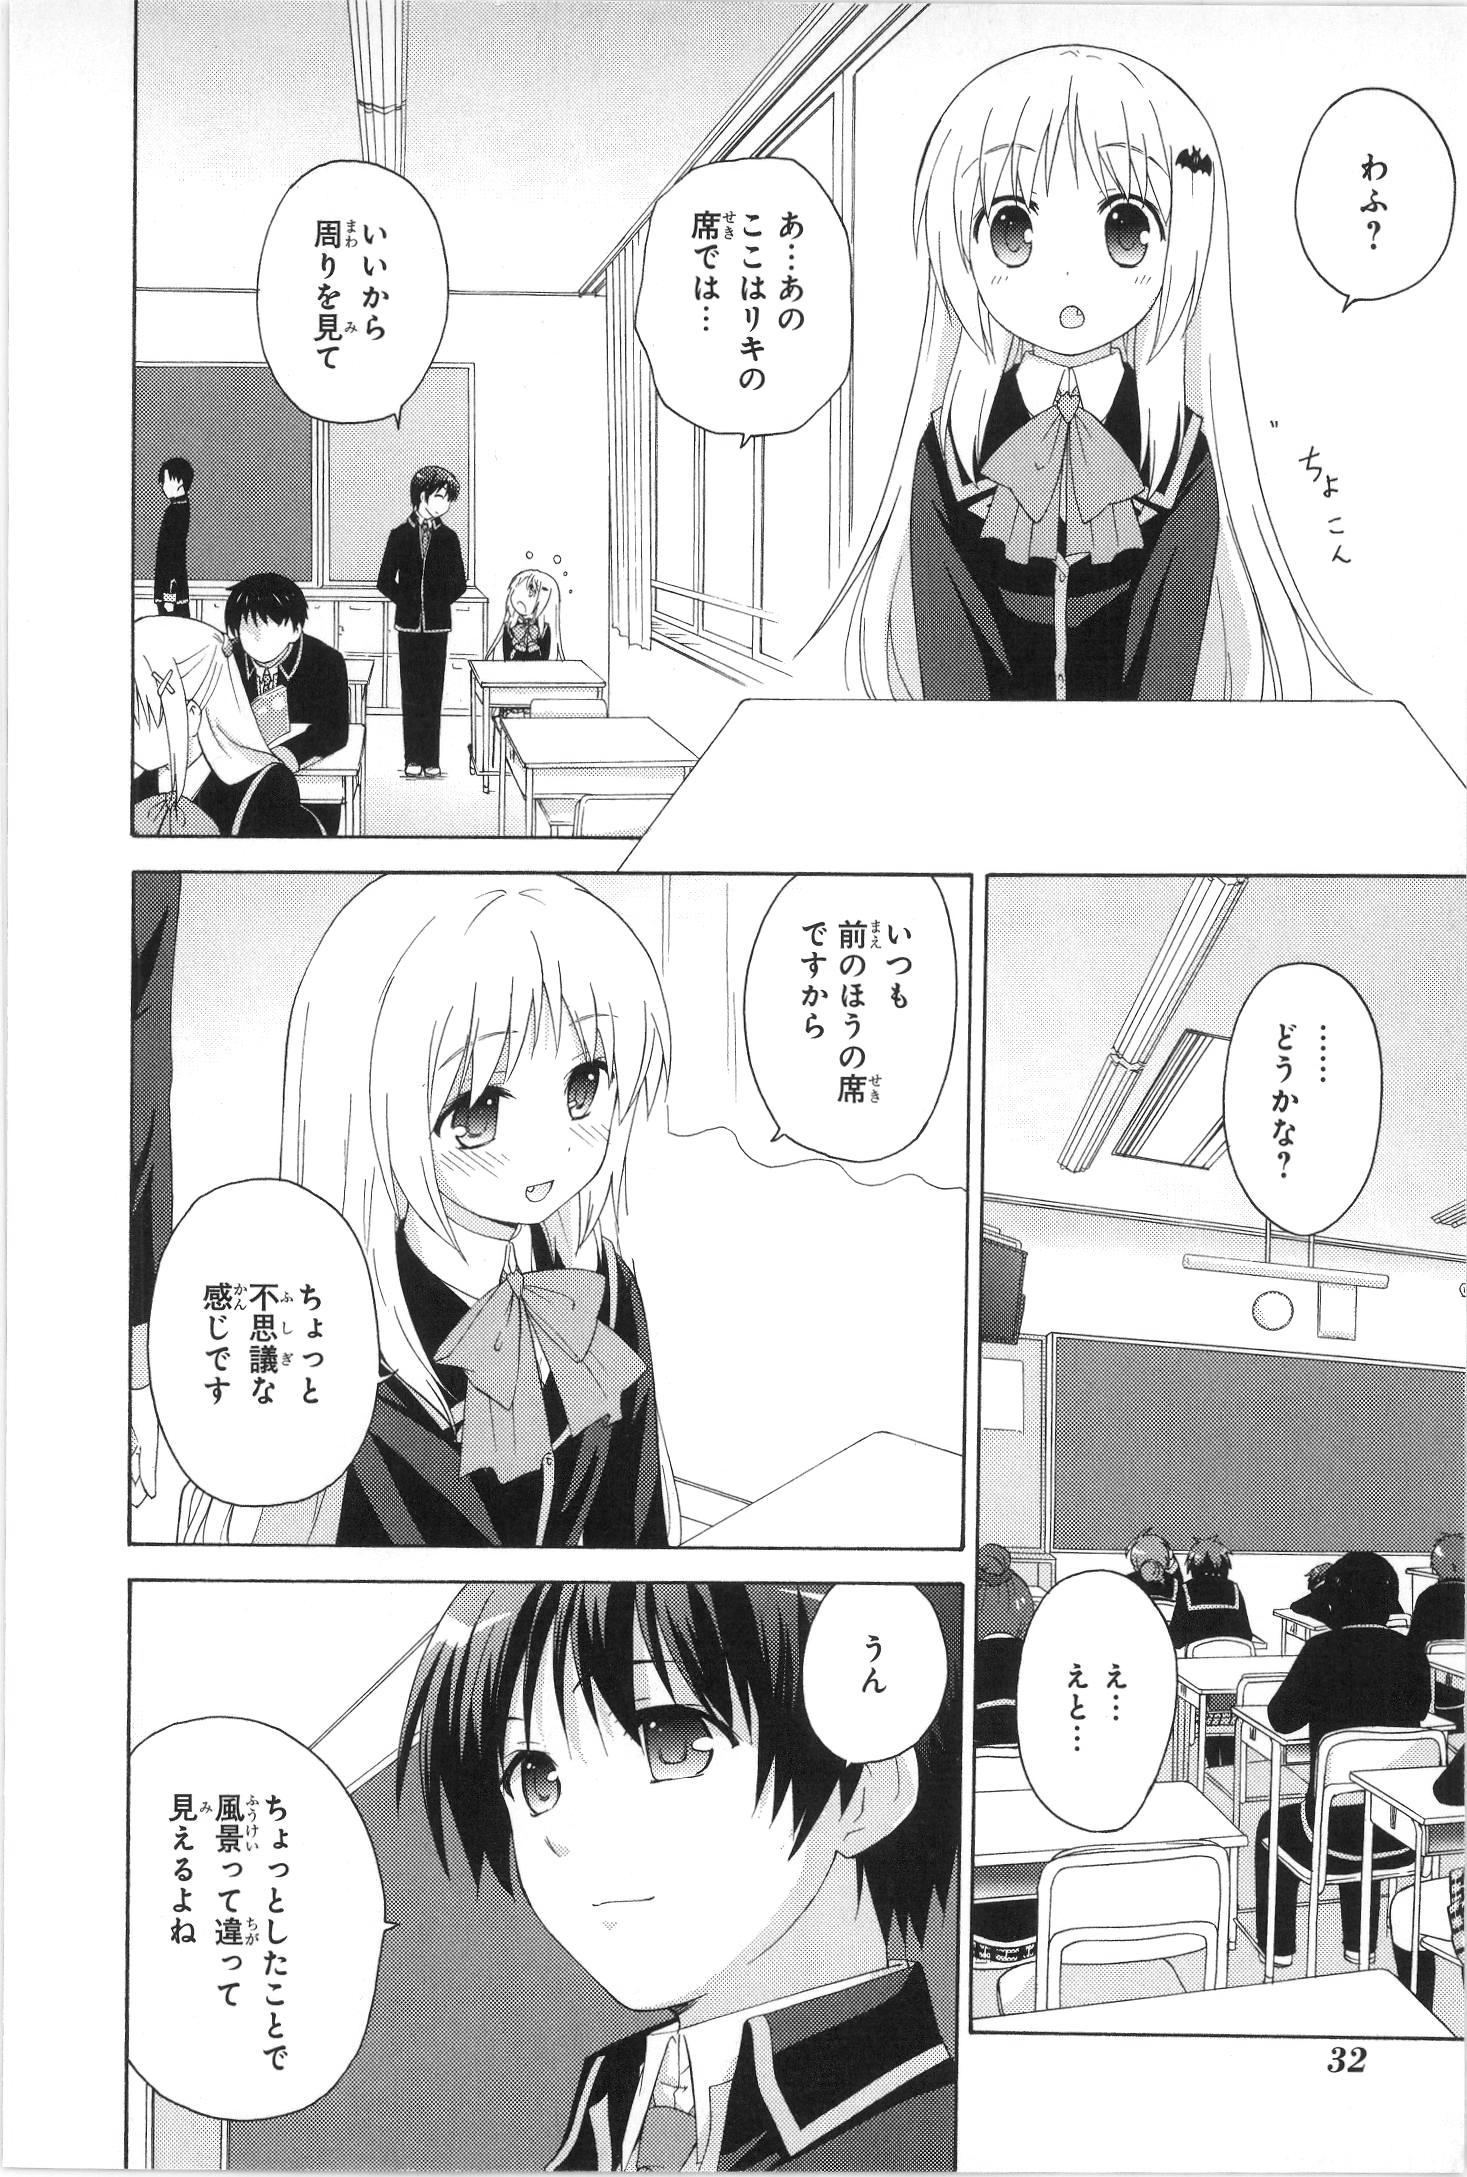 わふ？
ちょこん
あ…あの
ここはリキの
席では…
いいから
周りを見て
……
どうかな？
え…
えと…
いつも
前のほうの席
ですから
ちょっと
不思議な
感じです
うん
ちょっとしたことで
風景って違って
見えるよね
32